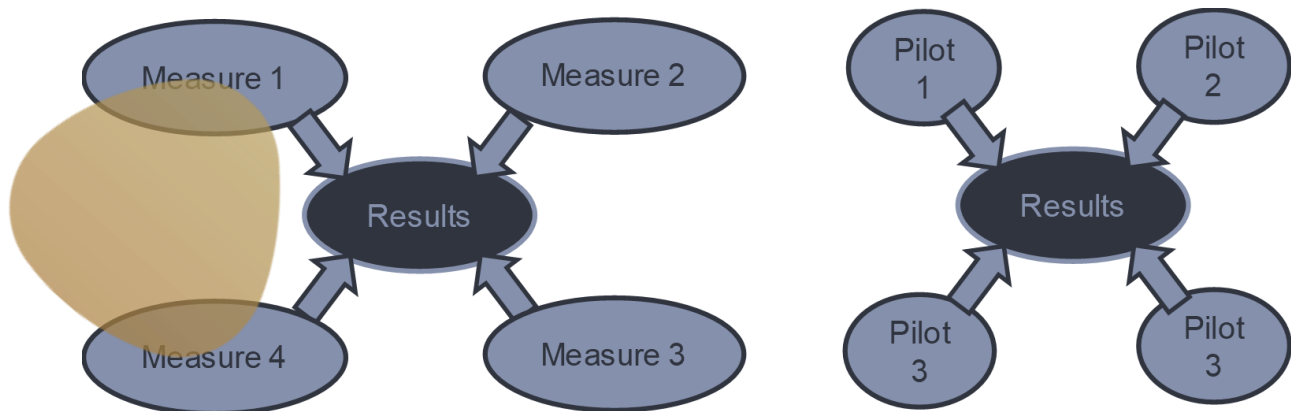 Measure 1
Measure 2
Results
Measure 4
Measure 3
Pilot
1
Pilot
2
Results
Pilot
3
Pilot
3